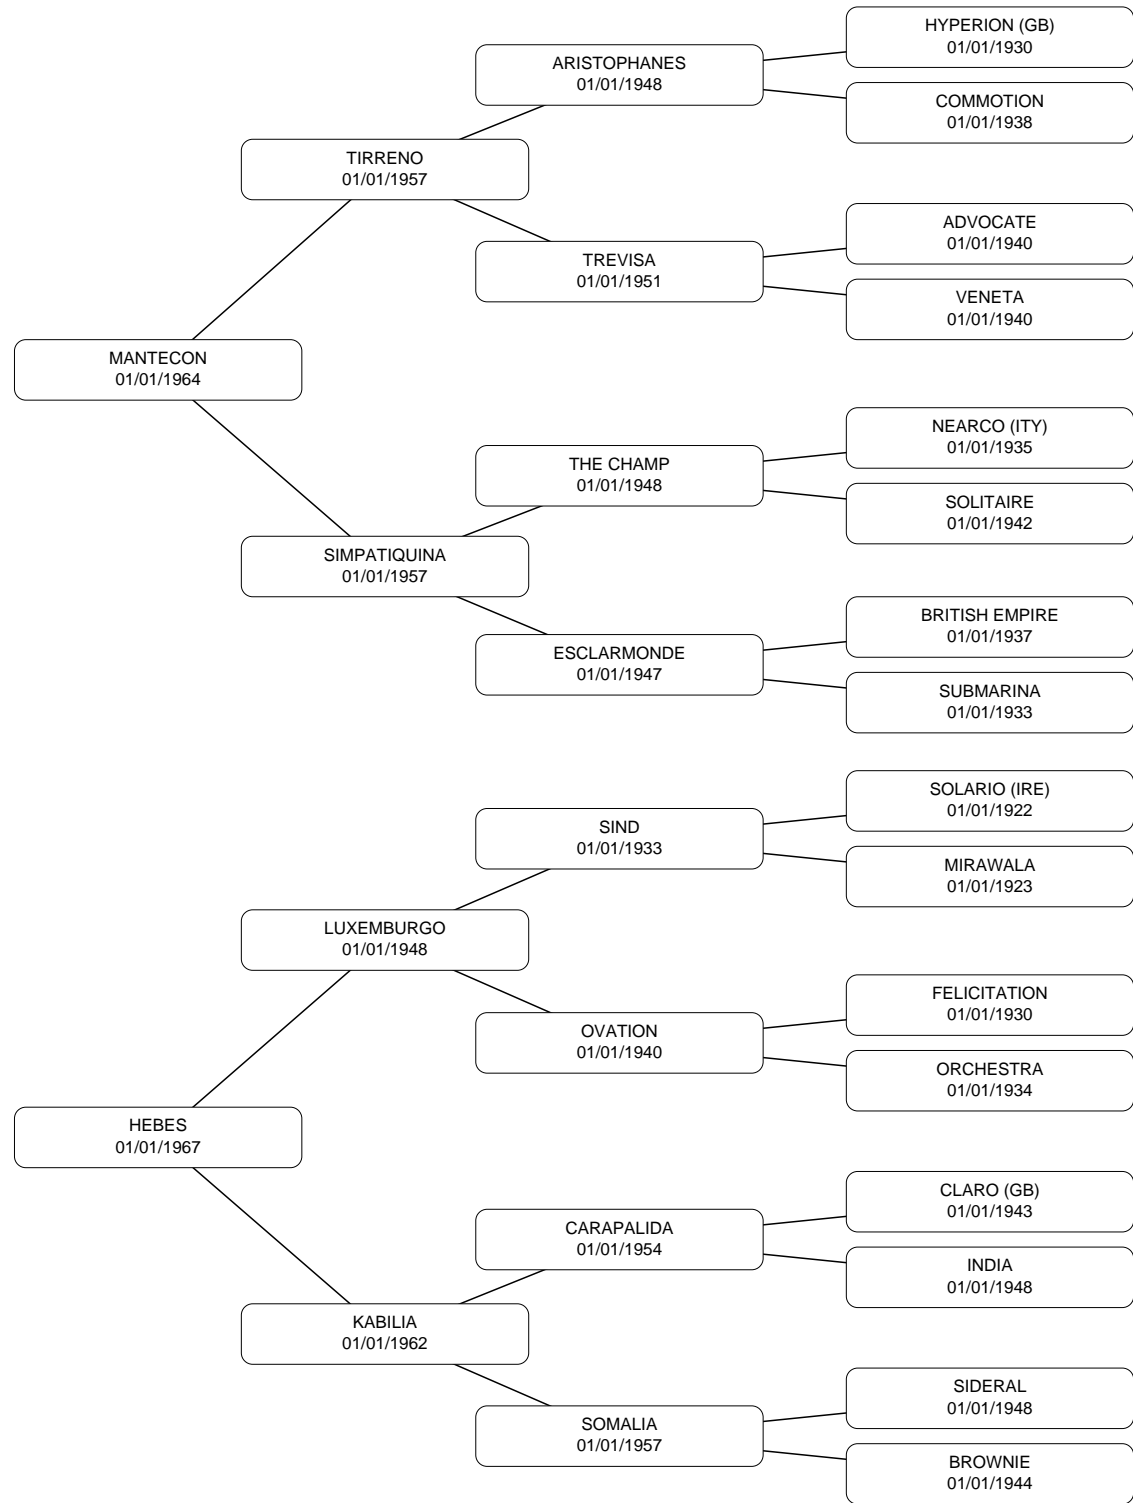 HYPERION (GB)
01/01/1930
ARISTOPHANES
01/01/1948
COMMOTION
01/01/1938
TIRRENO
01/01/1957
ADVOCATE
01/01/1940
TREVISA
01/01/1951
VENETA
01/01/1940
MANTECON
01/01/1964
NEARCO (ITY)
01/01/1935
THE CHAMP
01/01/1948
SOLITAIRE
01/01/1942
SIMPATIQUINA
01/01/1957
BRITISH EMPIRE
01/01/1937
ESCLARMONDE
01/01/1947
SUBMARINA
01/01/1933
SOLARIO (IRE)
01/01/1922
SIND
01/01/1933
MIRAWALA
01/01/1923
LUXEMBURGO
01/01/1948
FELICITATION
01/01/1930
OVATION
01/01/1940
ORCHESTRA
01/01/1934
HEBES
01/01/1967
CLARO (GB)
01/01/1943
CARAPALIDA
01/01/1954
INDIA
01/01/1948
KABILIA
01/01/1962
SIDERAL
01/01/1948
SOMALIA
01/01/1957
BROWNIE
01/01/1944